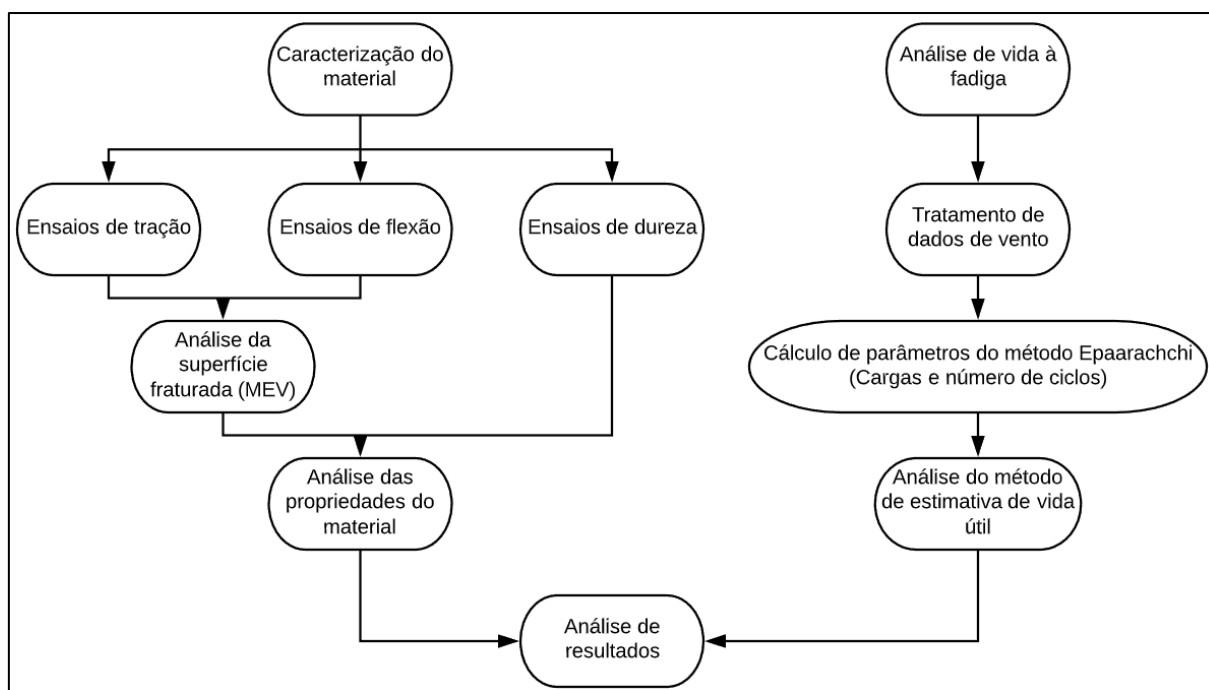 Caracterização do
material
Análise de vida à
fadiga
Ensaios de tração
Ensaios de flexão
Ensaios de dureza
Tratamento de
dados de vento
Análise da
superfície
fraturada (MEV)
Cálculo de parâmetros do método Epaarachchi
(Cargas e número de ciclos)
Análise das
propriedades do
material
Análise do método
de estimativa de vida
útil
Análise de
resultados